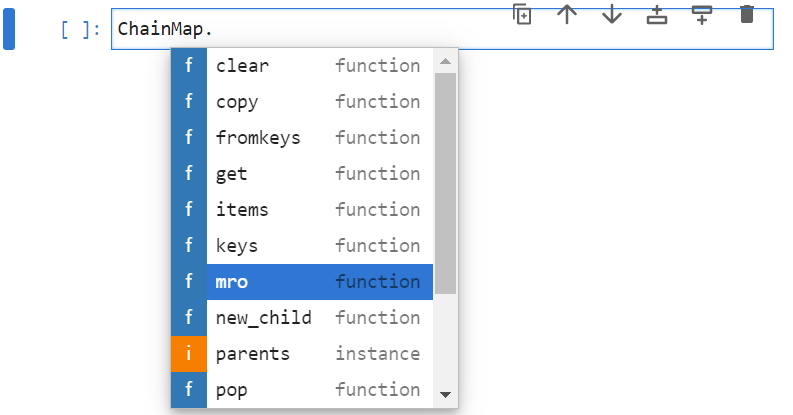 [ ]: ChainMap.
f clear function
f copy function
f fromkeys function
f get function
f items function
f keys function
f mro function
f new_child function
i parents instance
f pop function